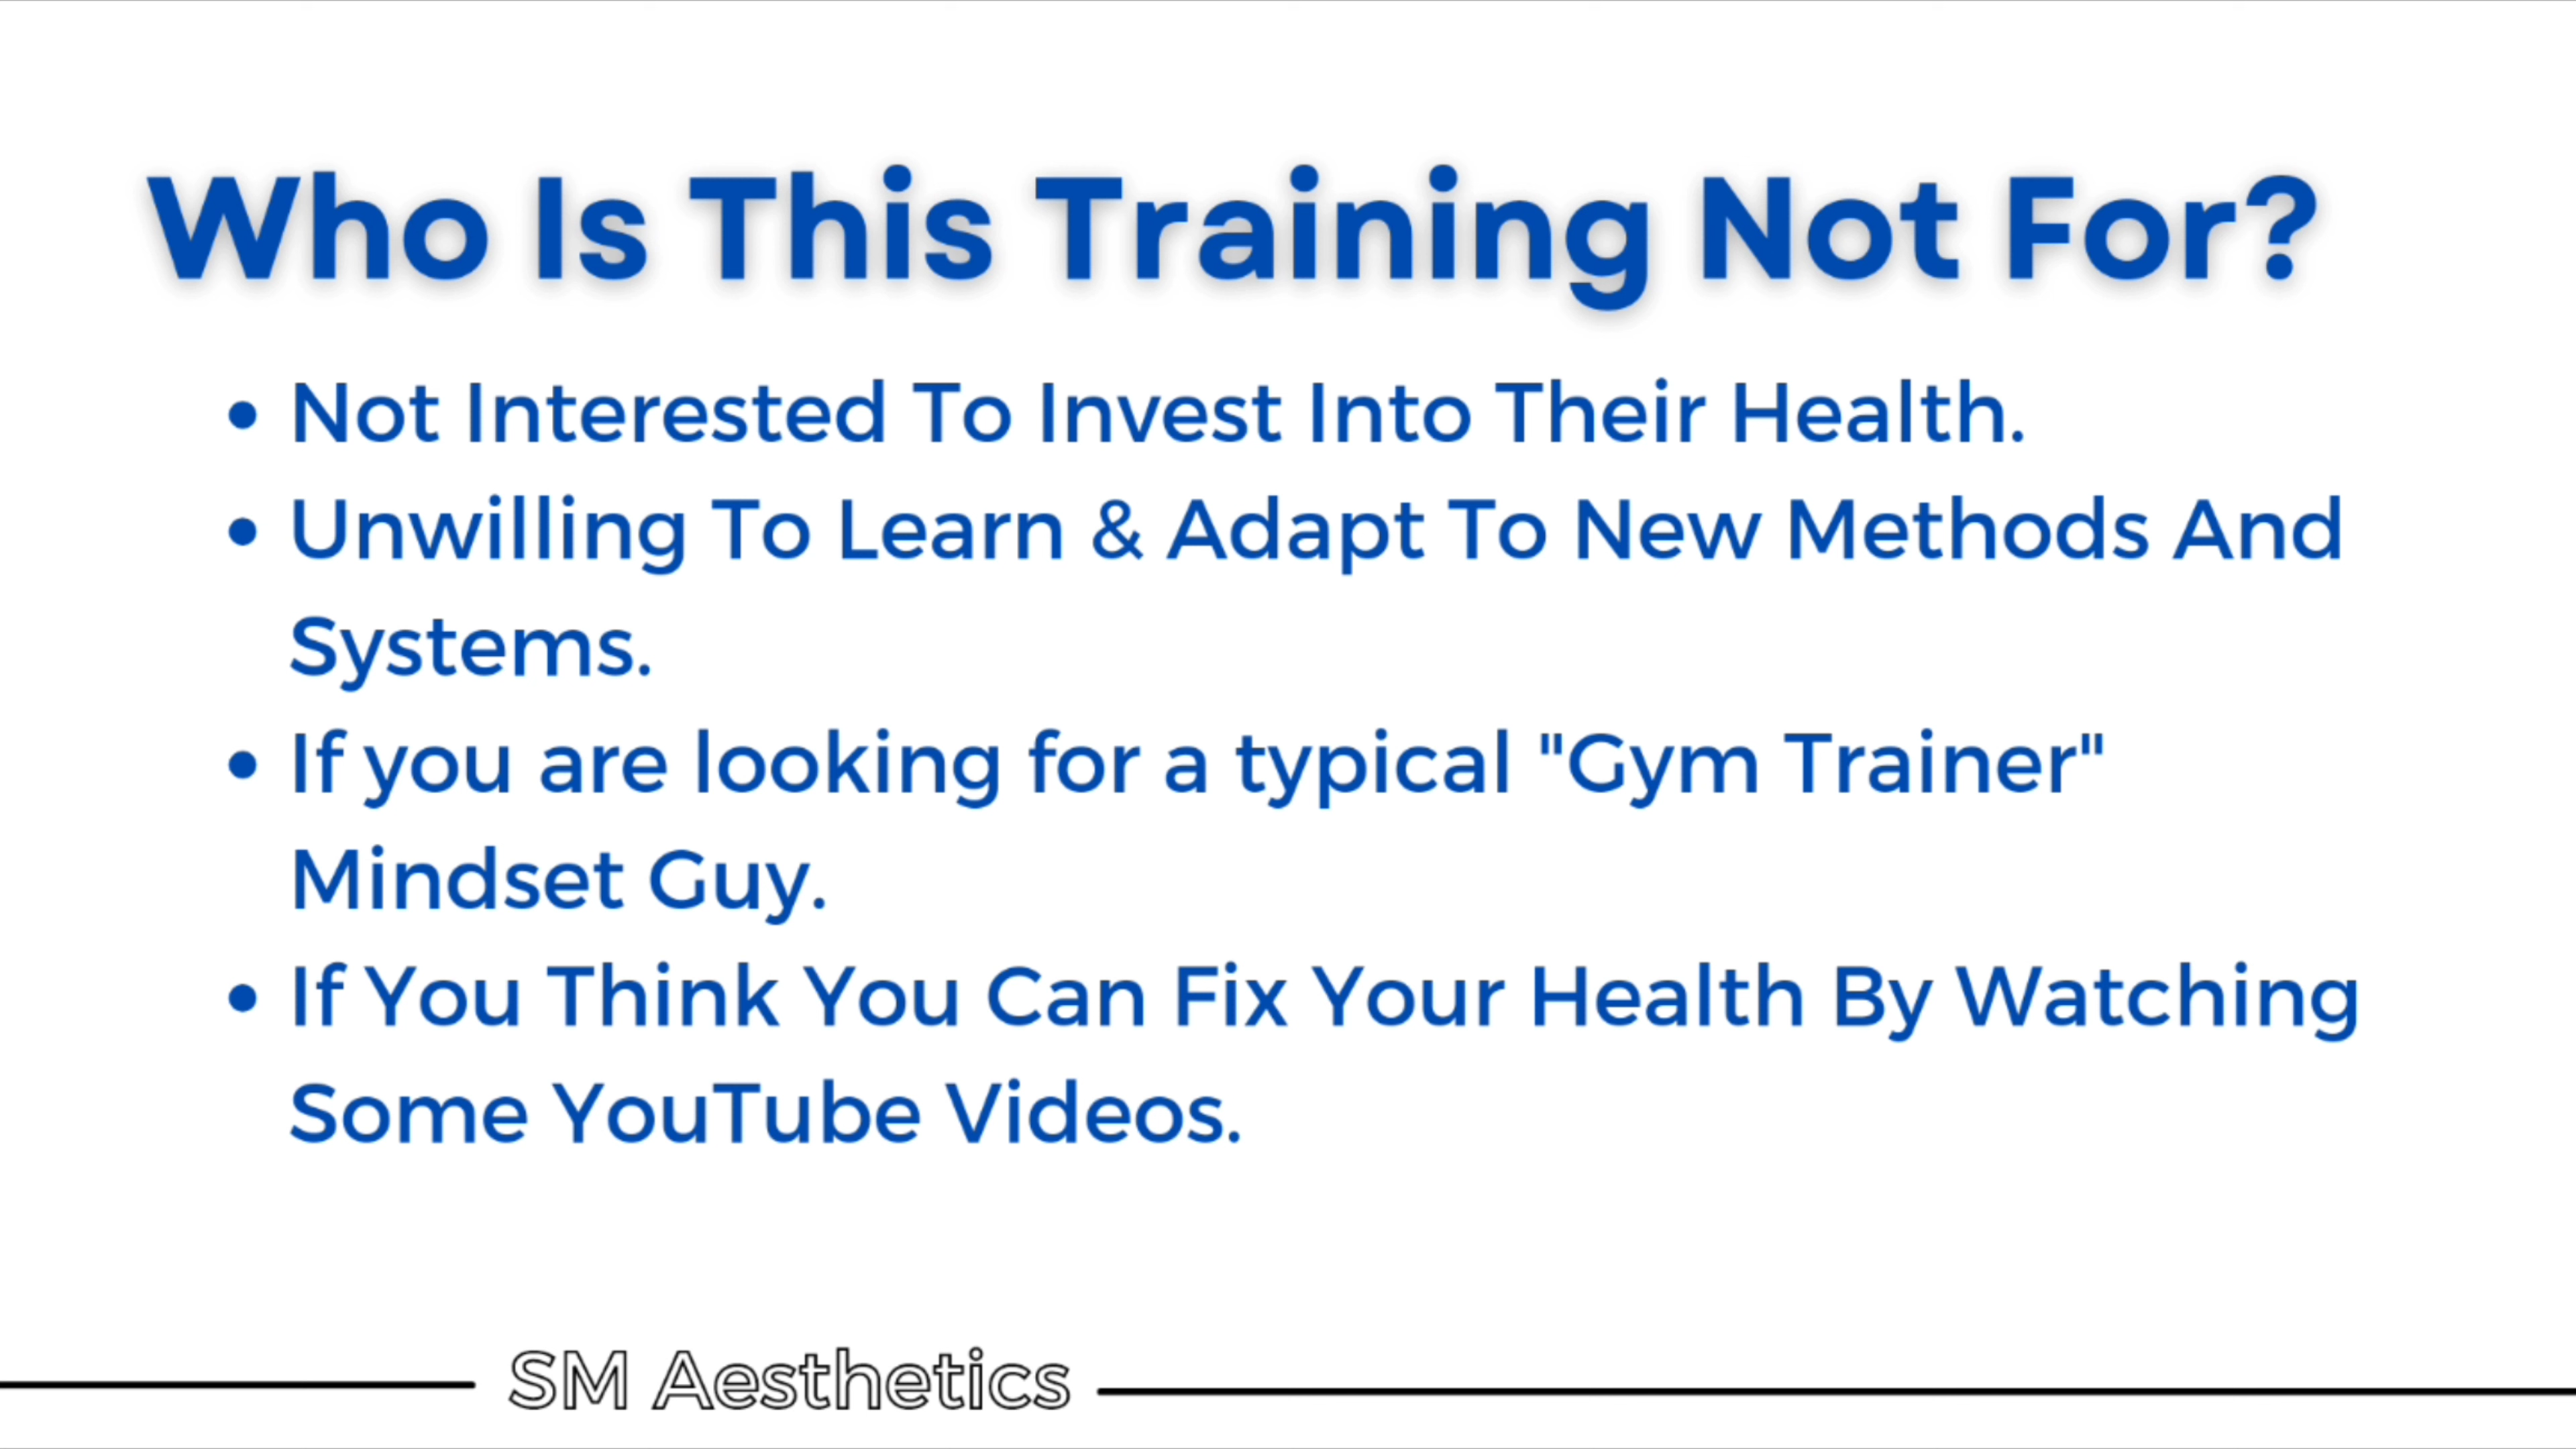 Who Is This Training Not For?
• Not Interested To Invest Into Their Health.
• Unwilling To Learn & Adapt To New Methods And
Systems.
• If you are looking for a typical "Gym Trainer"
Mindset Guy.
• If You Think You Can Fix Your Health By Watching
Some YouTube Videos.
SM Aesthetics